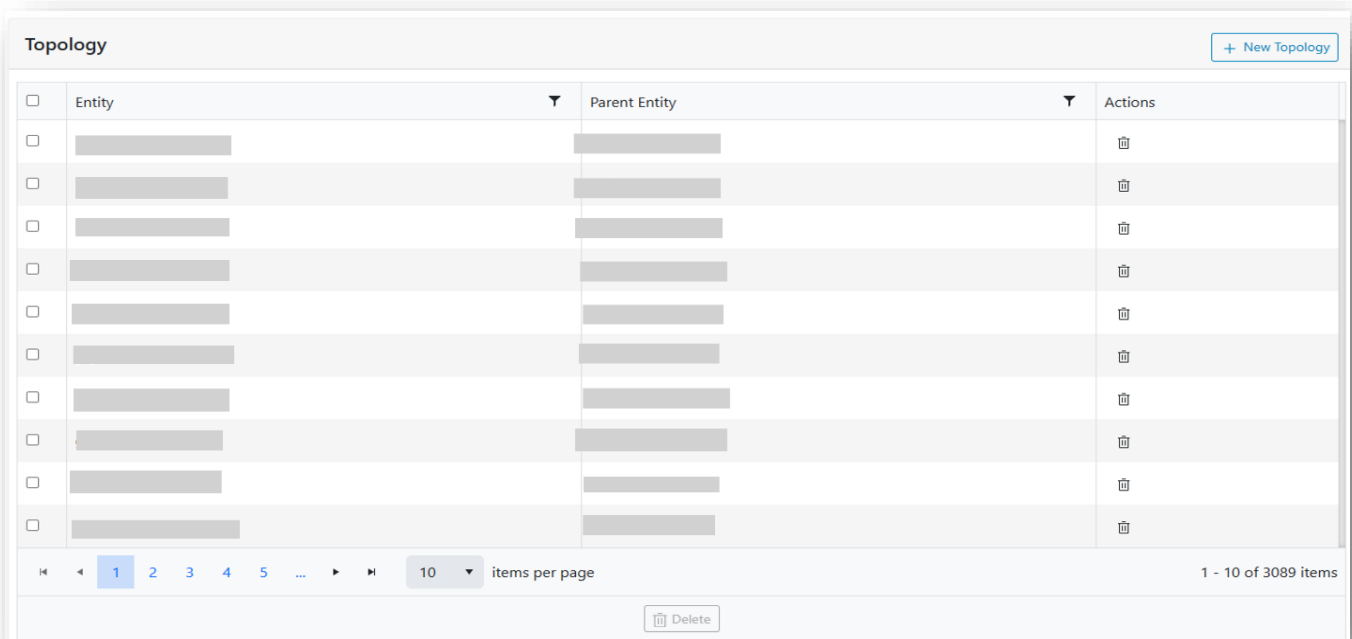 Topology
+ New Topology
Entity Parent Entity Actions
1 2 3 4 5 ... 10 items per page 1 - 10 of 3089 items
Delete